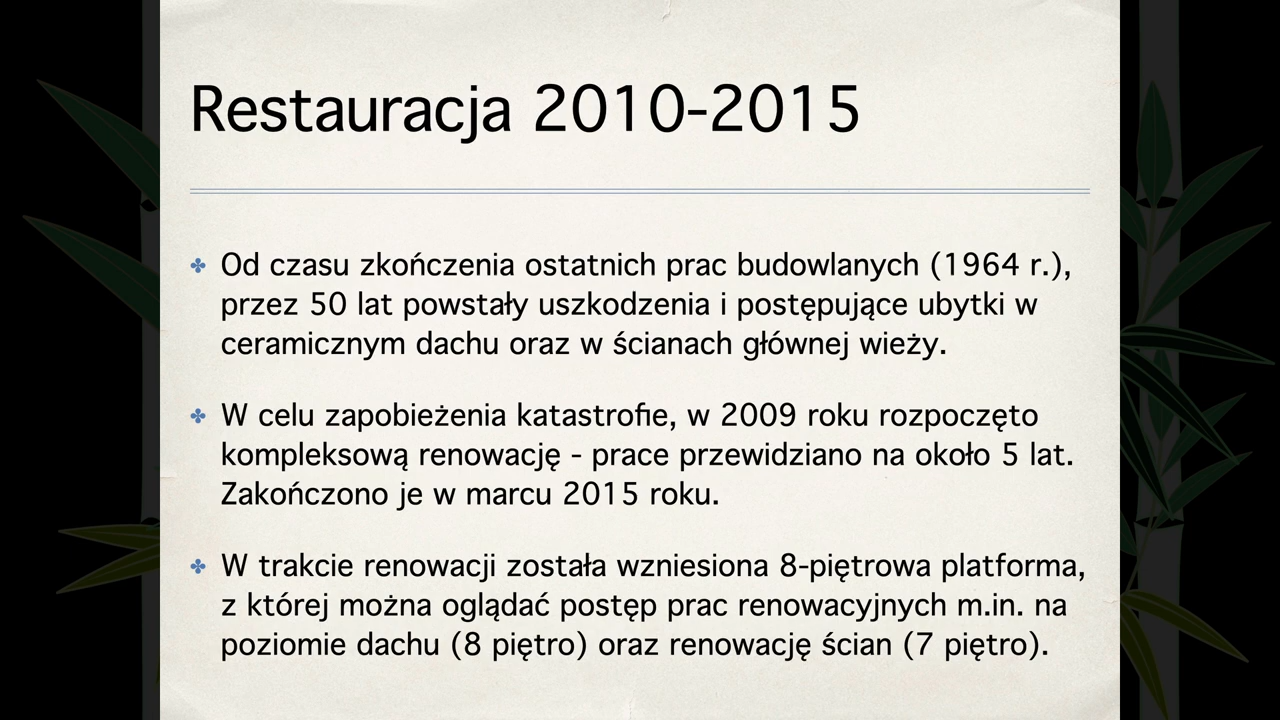 Restauracja 2010-2015
Od czasu zkończenia ostatnich prac budowlanych (1964 r.),
przez 50 lat powstały uszkodzenia i postępujące ubytki w
ceramicznym dachu oraz w ścianach głównej wieży.
W celu zapobieżenia katastrofie, w 2009 roku rozpoczęto
kompleksową renowację - prace przewidziano na około 5 lat.
Zakończono je w marcu 2015 roku.
W trakcie renowacji została wzniesiona 8-piętrowa platforma,
z której można oglądać postęp prac renowacyjnych m.in. na
poziomie dachu (8 piętro) oraz renowację ścian (7 piętro).